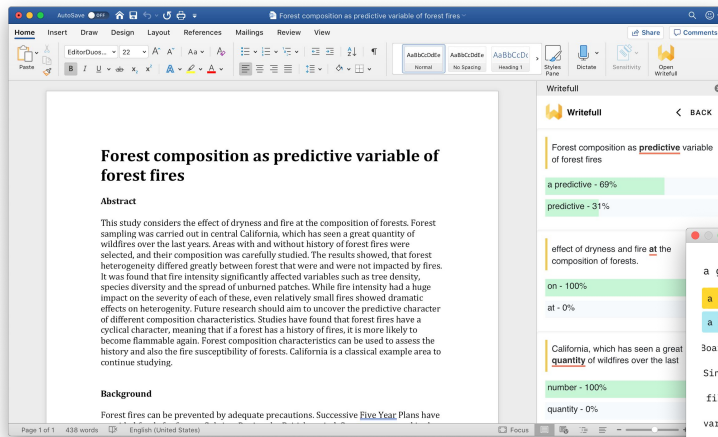 AutoSave OFF
Forest composition as predictive variable of forest fires
Home Insert Draw Design Layout References Mailings Review View
Share Comments
Paste
EditorDuos... 22
AaBbCcDdEe AaBbCcDdEe AaBbCcDc
Normal No Spacing Heading 1
Styles Pane
Dictate
Sensitivity
Open Writefull
Forest composition as predictive variable of
forest fires
Abstract
This study considers the effect of dryness and fire at the composition of forests. Forest
sampling was carried out in central California, which has seen a great quantity of
wildfires over the last years. Areas with and without history of forest fires were
selected, and their composition was carefully studied. The results showed, that forest
heterogeneity differed greatly between forest that were and were not impacted by fires.
It was found that fire intensity significantly affected variables such as tree density,
species diversity and the spread of unburned patches. While fire intensity had a huge
impact on the severity of each of these, even relatively small fires showed dramatic
effects on heterogeneity. Future research should aim to uncover the predictive character
of different composition characteristics. Studies have found that forest fires have a
cyclical character, meaning that if a forest has a history of fires, it is more likely to
become flammable again. Forest composition characteristics can be used to assess the
history and also the fire susceptibility of forests. California is a classical example area to
continue studying.
Background
Forest fires can be prevented by adequate precautions. Successive Five Year Plans have
Writefull
Writefull
BACK
Forest composition as predictive variable
of forest fires
a predictive - 69%
predictive - 31%
effect of dryness and fire at the
composition of forests.
on - 100%
at - 0%
California, which has seen a great
quantity of wildfires over the last
number - 100%
quantity - 0%
a g
a
a
Boa
Sin
fi
var
Page 1 of 1 438 words English (United States)
Focus